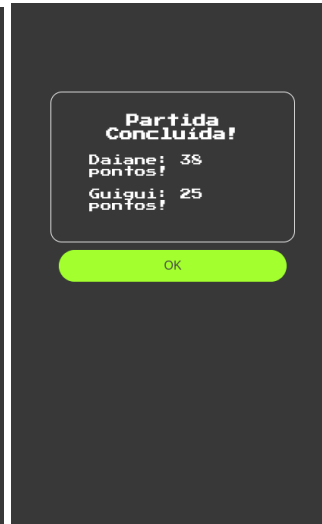 Partida
Concluída!
Daiane: 38
pontos!
Guigui: 25
pontos!
OK